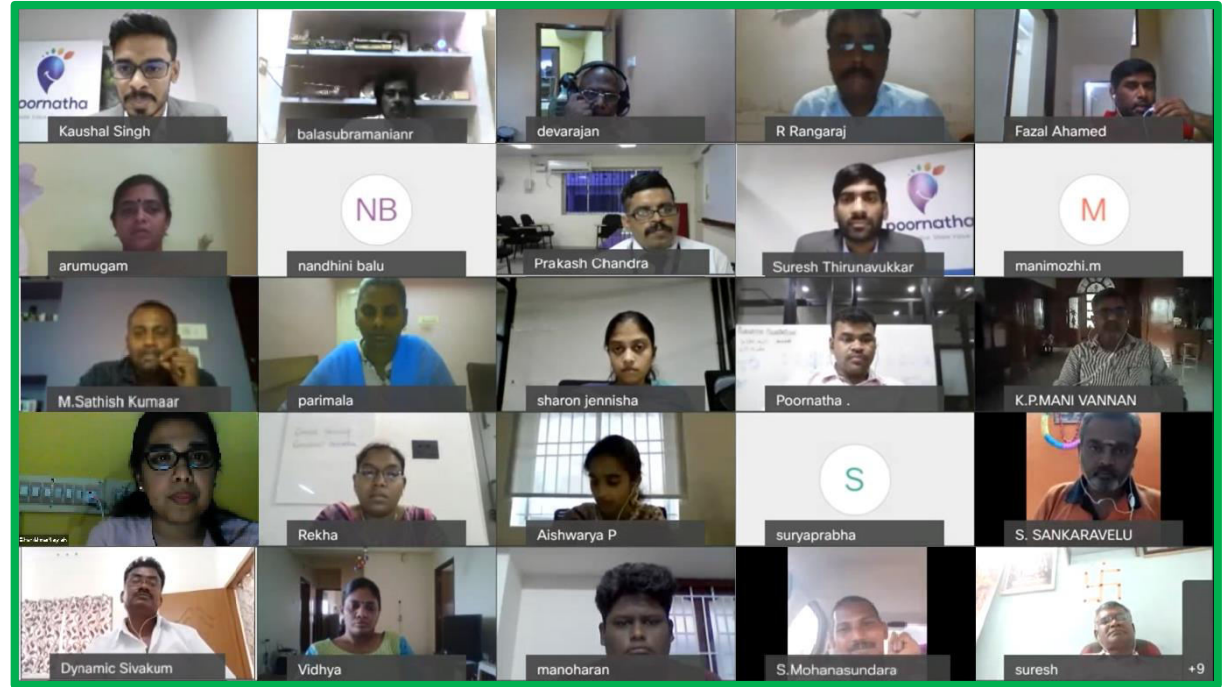 poornatha
Kaushal Singh
balasubramanianr
devarajan
R Rangaraj
Fazal Ahamed
arumugam
NB
nandhini balu
Prakash Chandra
poornatha
Suresh Thirunavukkar
M
manimozhi.m
M.Sathish Kumaar
parimala
sharon jennisha
Poornatha .
K.P.MANI VANNAN
Rekha
Aishwarya P
S
suryaprabha
S. SANKARAVELU
Dynamic Sivakum
Vidhya
manoharan
S.Mohanasundara
suresh
+9